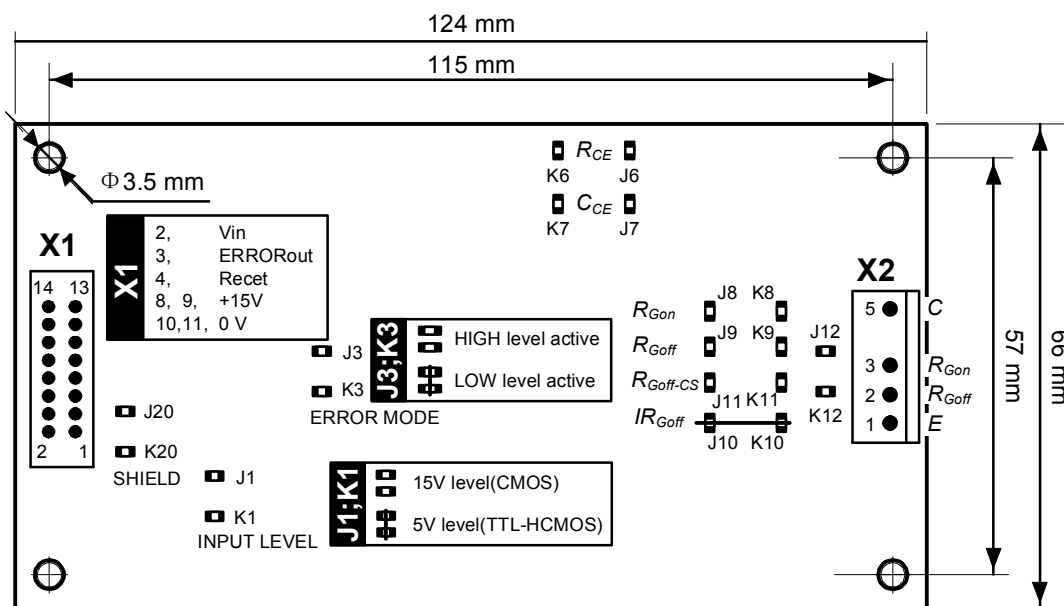 124 mm
115 mm
Φ3.5 mm
R_CE
K6 J6
C_CE
K7 J7
X1
14 13
2 1
X1
2, Vin
3, ERRORout
4, Recet
8, 9, +15V
10,11, 0 V
J3
K3
ERROR MODE
J3;K3
HIGH level active
LOW level active
J20
K20
SHIELD
J1
K1
INPUT LEVEL
J1;K1
15V level(CMOS)
5V level(TTL-HCMOS)
R_Gon J8 K8
R_Goff J9 K9
R_Goff-CS J11 K11
IR_Goff J10 K10
J12
K12
X2
5 C
3 R_Gon
2 R_Goff
1 E
57 mm
66 mm